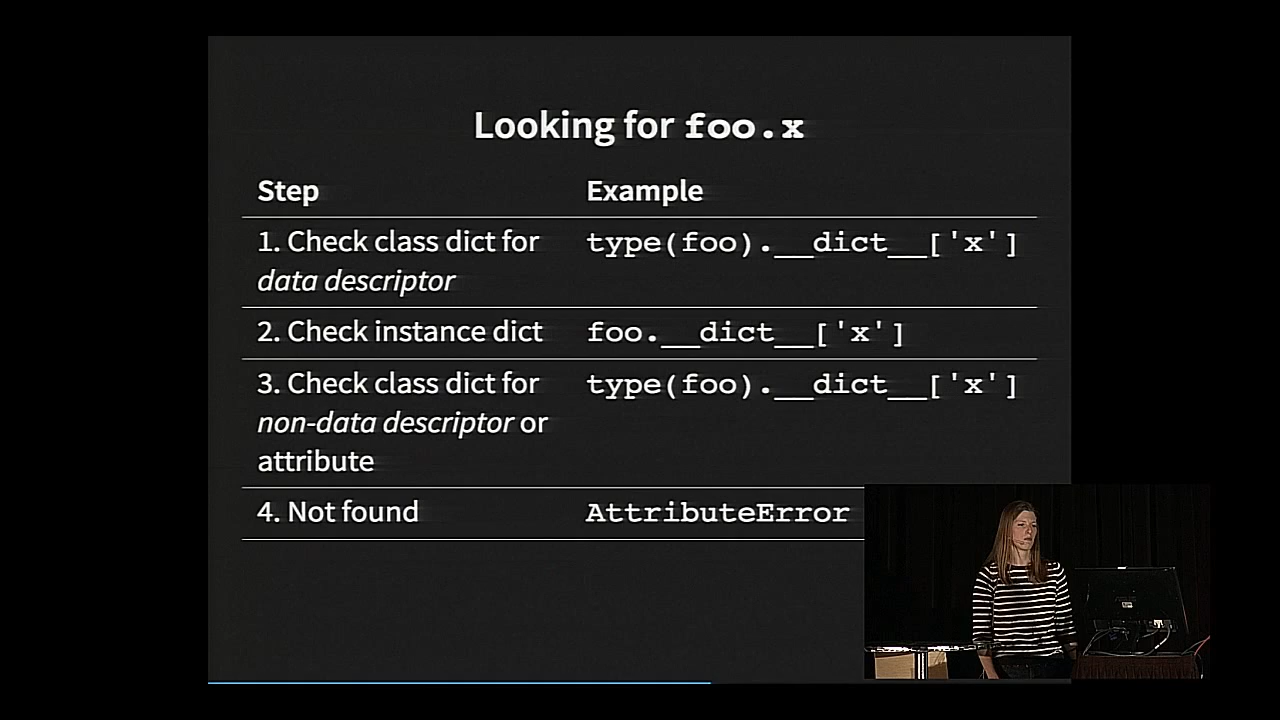 Looking for foo.x
Step Example
1. Check class dict for type(foo).__dict__['x']
data descriptor
2. Check instance dict foo.__dict__['x']
3. Check class dict for type(foo).__dict__['x']
non-data descriptor or
attribute
4. Not found AttributeError